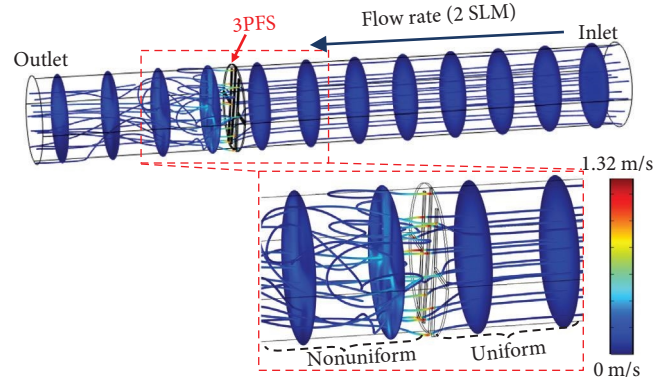 3PFS
Flow rate (2 SLM)
Inlet
Outlet
1.32 m/s
Nonuniform
Uniform
0 m/s